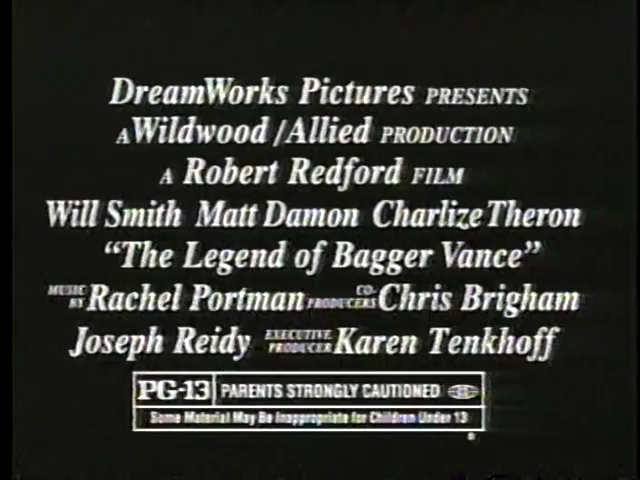 DreamWorks Pictures PRESENTS
A Wildwood/Allied PRODUCTION
A Robert Redford FILM
Will Smith Matt Damon Charlize Theron
“The Legend of Bagger Vance”
MUSIC BY Rachel Portman CO-PRODUCERS Chris Brigham
Joseph Reidy EXECUTIVE PRODUCER Karen Tenkhoff
PG-13 PARENTS STRONGLY CAUTIONED
Some Material May Be Inappropriate for Children Under 13